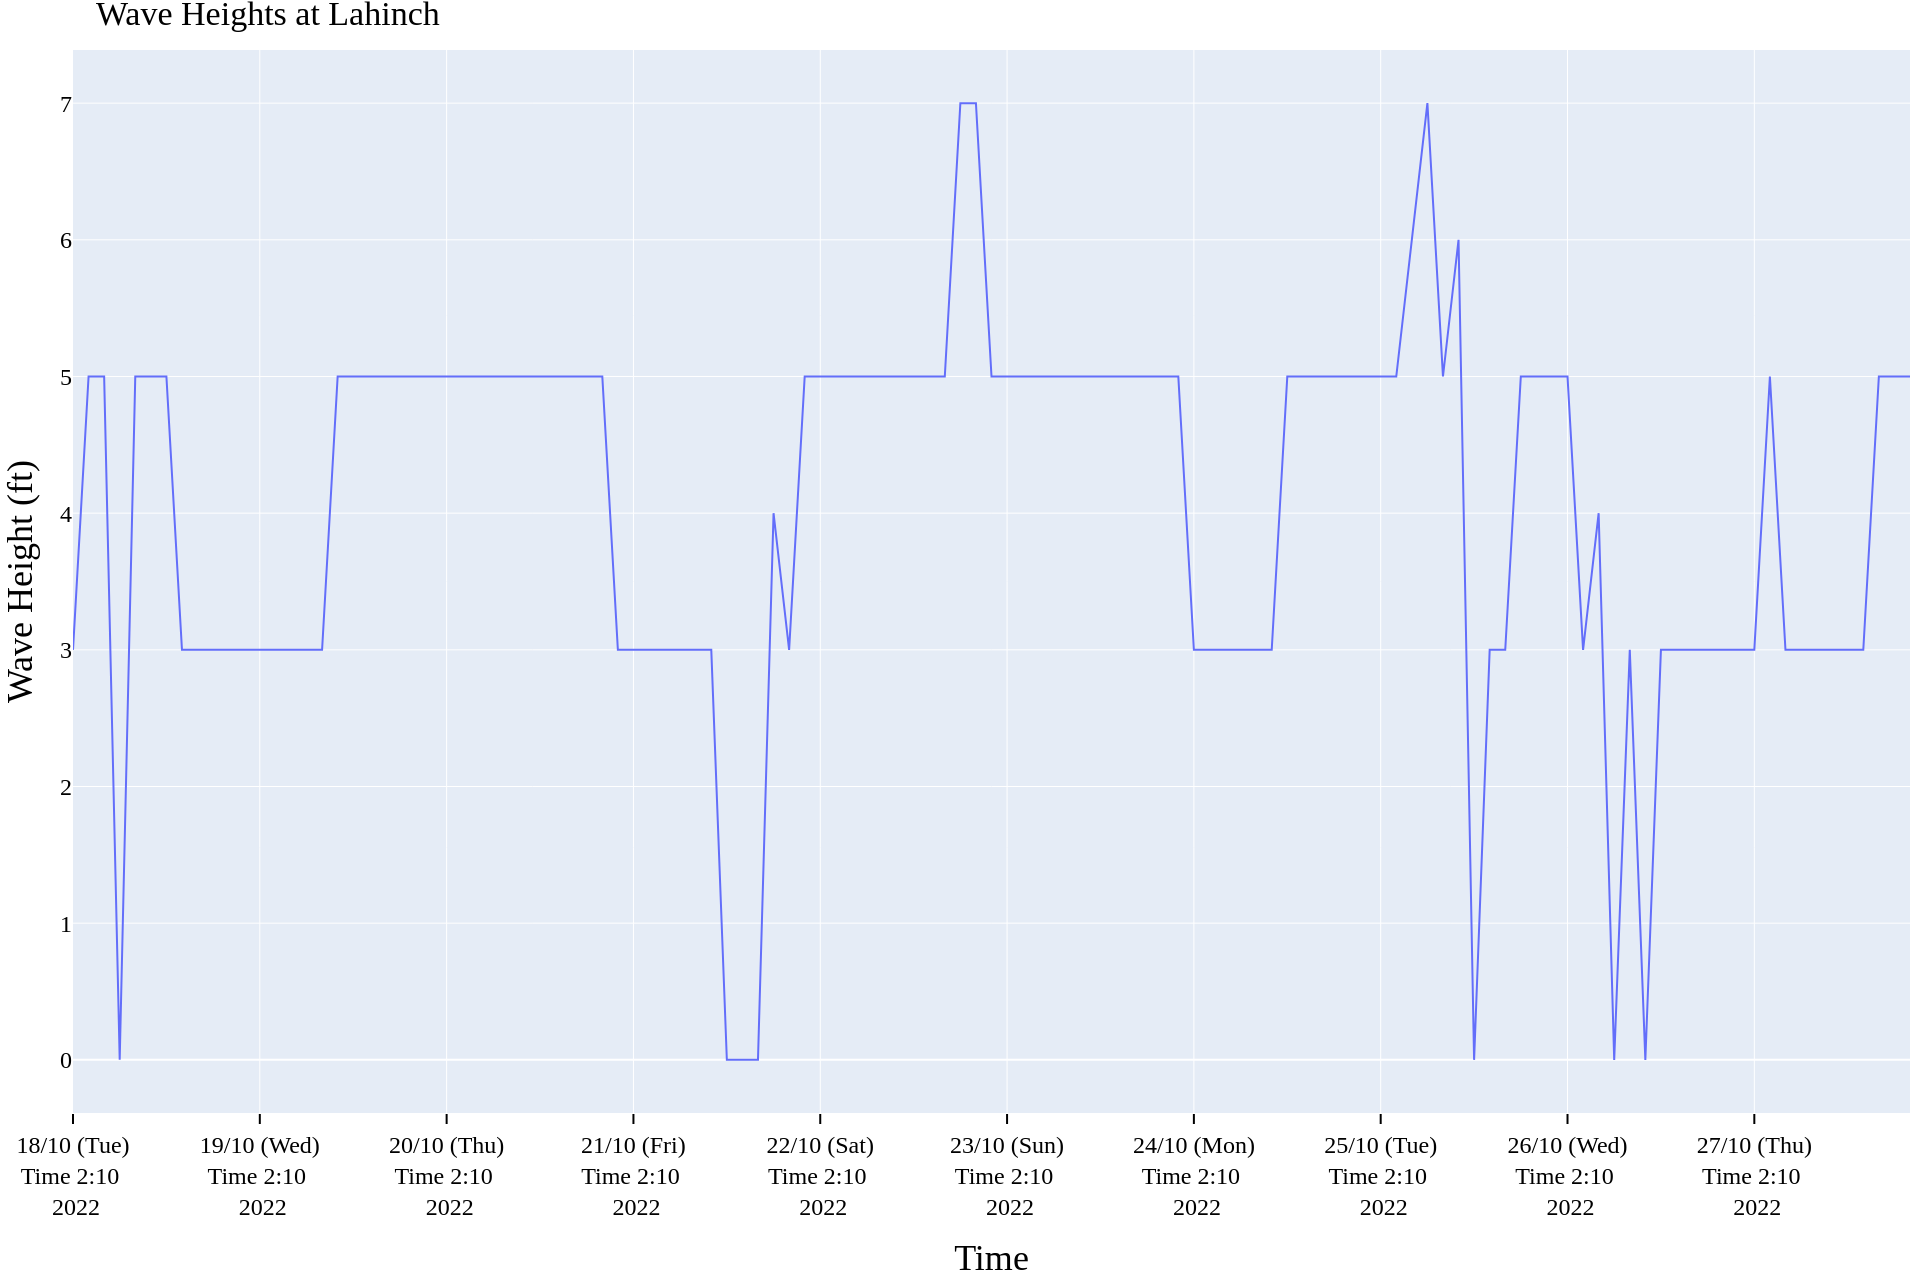 Wave Heights at Lahinch
7
6
5
4
3
2
1
0
Wave Height (ft)
18/10 (Tue)
Time 2:10
2022
19/10 (Wed)
Time 2:10
2022
20/10 (Thu)
Time 2:10
2022
21/10 (Fri)
Time 2:10
2022
22/10 (Sat)
Time 2:10
2022
23/10 (Sun)
Time 2:10
2022
24/10 (Mon)
Time 2:10
2022
25/10 (Tue)
Time 2:10
2022
26/10 (Wed)
Time 2:10
2022
27/10 (Thu)
Time 2:10
2022
Time